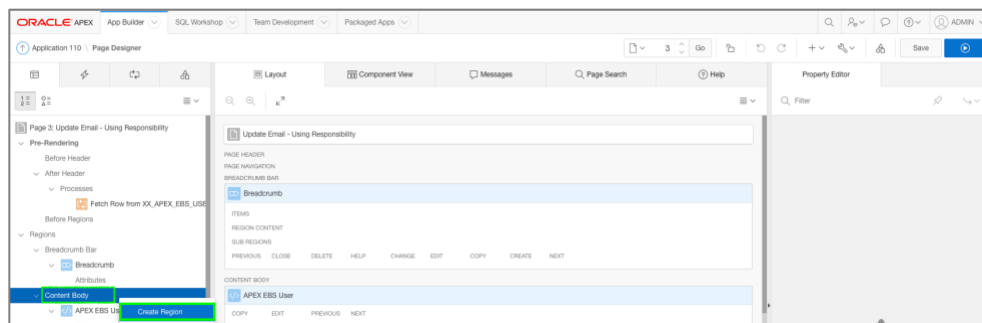 ORACLE APEX App Builder SQL Workshop Team Development Packaged Apps ADMIN
Application 110 \ Page Designer 3 Go Save
Layout Component View Messages Page Search Help Property Editor
Filter
Page 3: Update Email - Using Responsibility
Pre-Rendering
Before Header
After Header
Processes
Fetch Row from XX_APEX_EBS_USE
Before Regions
Regions
Breadcrumb Bar
Breadcrumb
Attributes
Content Body
APEX EBS Us
Create Region
Update Email - Using Responsibility
PAGE HEADER
PAGE NAVIGATION
BREADCRUMB BAR
Breadcrumb
ITEMS
REGION CONTENT
SUB REGIONS
PREVIOUS CLOSE DELETE HELP CHANGE EDIT COPY CREATE NEXT
CONTENT BODY
APEX EBS User
COPY EDIT PREVIOUS NEXT